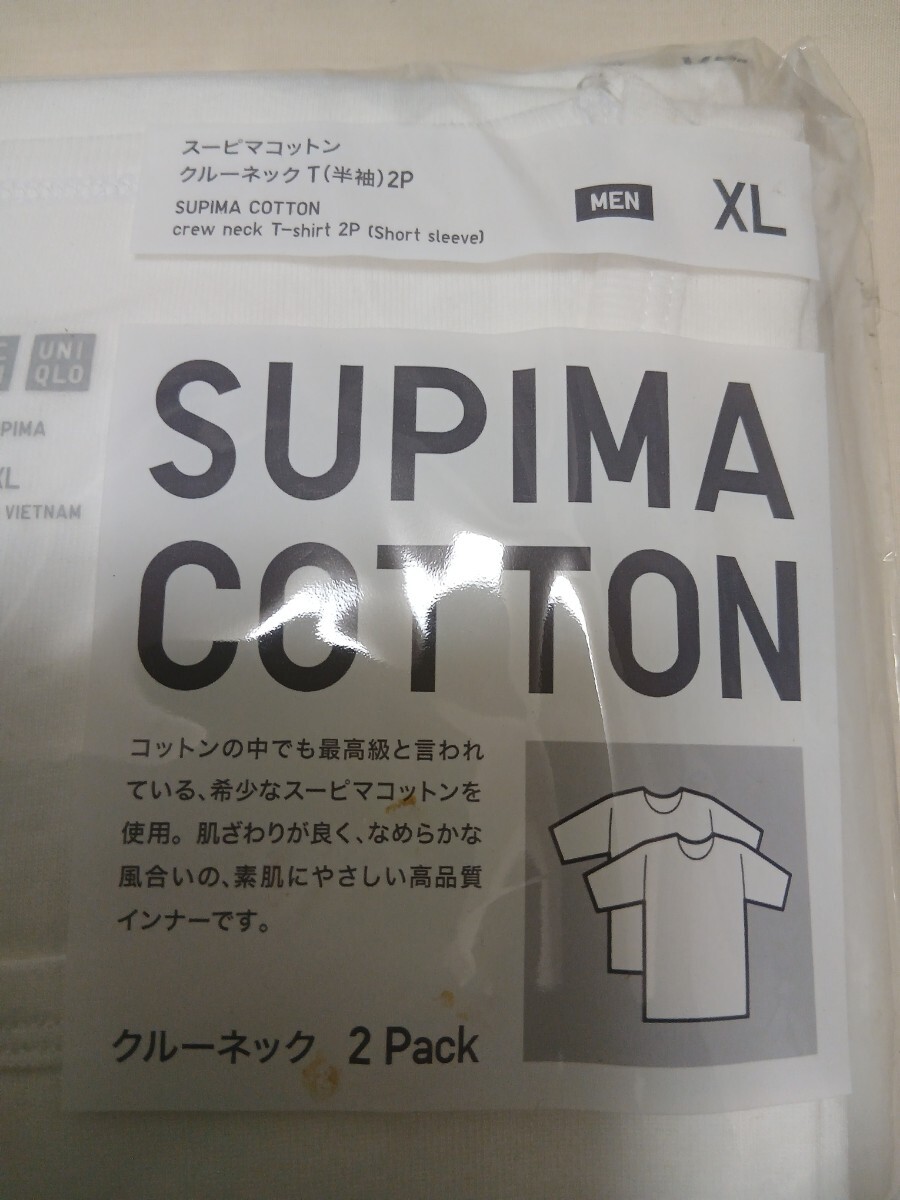 スーピマコットン
クルーネック T(半袖)2P
SUPIMA COTTON
crew neck T-shirt 2P (Short sleeve)
MEN
XL
UNI
QLO
PIMA
XL
VIETNAM
SUPIMA
COTTON
コットンの中でも最高級と言われ
ている、希少なスーピマコットンを
使用。肌ざわりが良く、なめらかな
風合いの、素肌にやさしい高品質
インナーです。
クルーネック 2 Pack